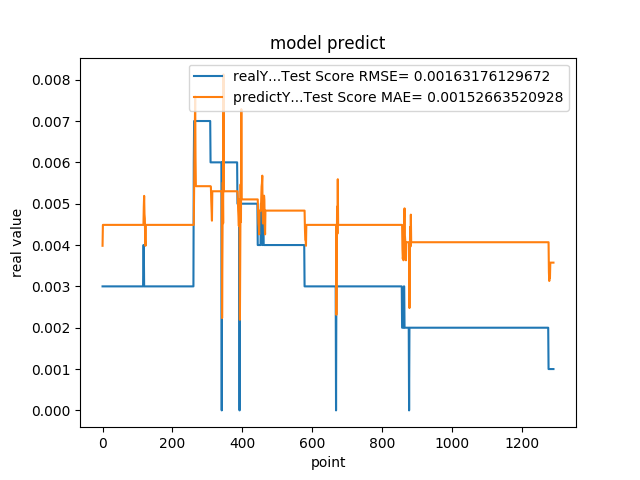 model predict
realY...Test Score RMSE= 0.00163176129672
predictY...Test Score MAE= 0.00152663520928
real value
0.008
0.007
0.006
0.005
0.004
0.003
0.002
0.001
0.000
0 200 400 600 800 1000 1200
point